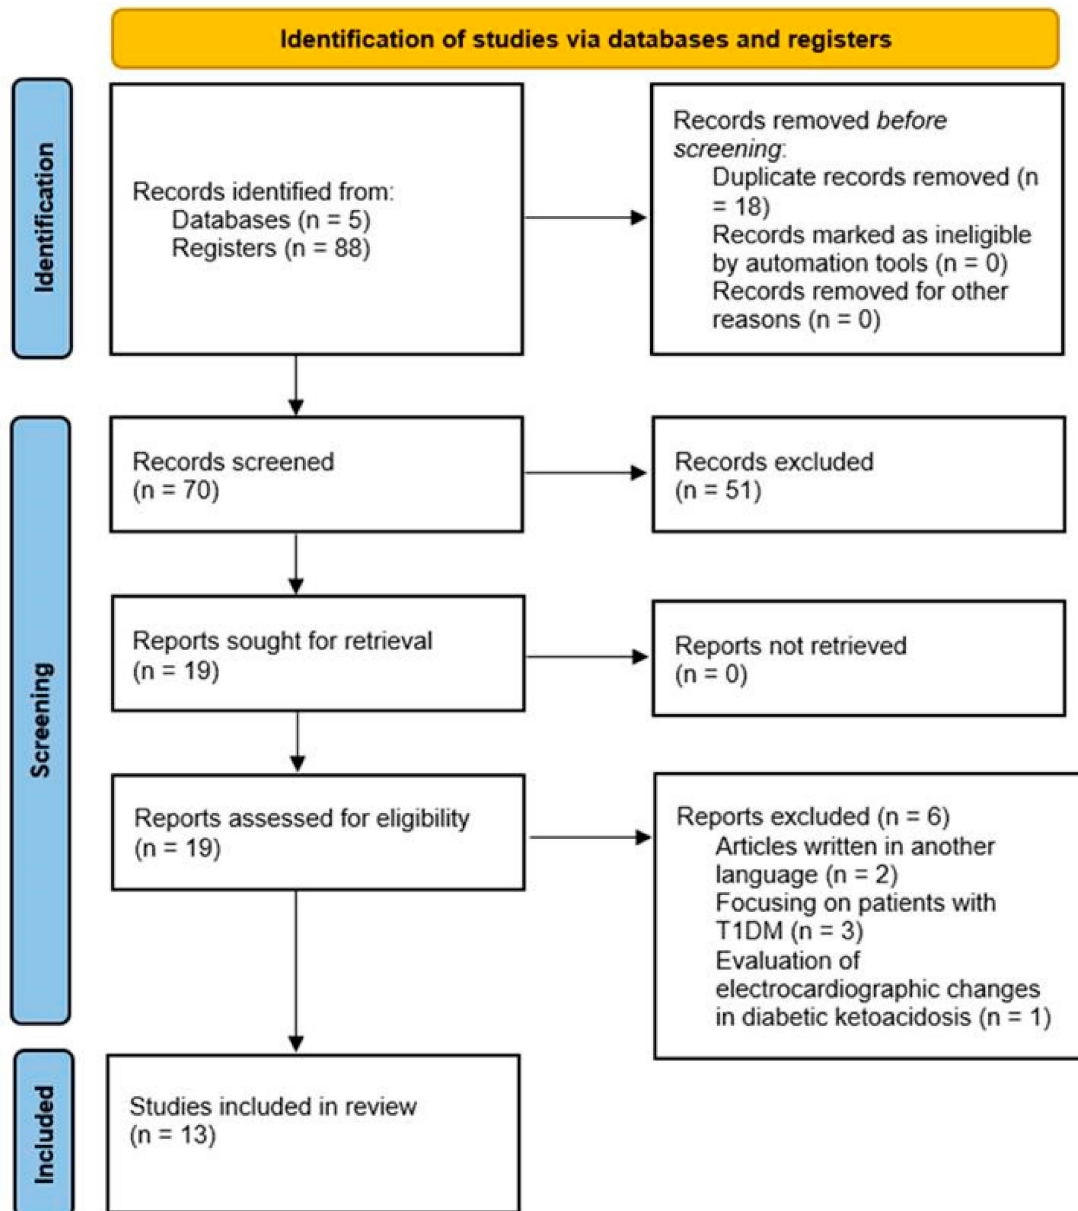 Identification of studies via databases and registers
Identification
Records identified from:
Databases (n = 5)
Registers (n = 88)
Records removed before
screening:
Duplicate records removed (n
= 18)
Records marked as ineligible
by automation tools (n = 0)
Records removed for other
reasons (n = 0)
Screening
Records screened
(n = 70)
Records excluded
(n = 51)
Reports sought for retrieval
(n = 19)
Reports not retrieved
(n = 0)
Reports assessed for eligibility
(n = 19)
Reports excluded (n = 6)
Articles written in another
language (n = 2)
Focusing on patients with
T1DM (n = 3)
Evaluation of
electrocardiographic changes
in diabetic ketoacidosis (n = 1)
Included
Studies included in review
(n = 13)